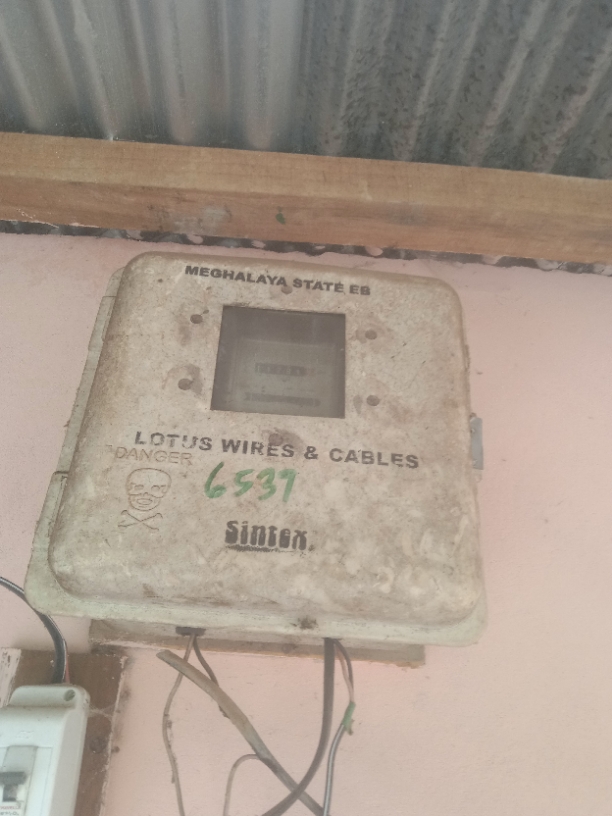 MEGHALAYA STATE EB
LOTUS WIRES & CABLES
DANGER
6537
Sintex